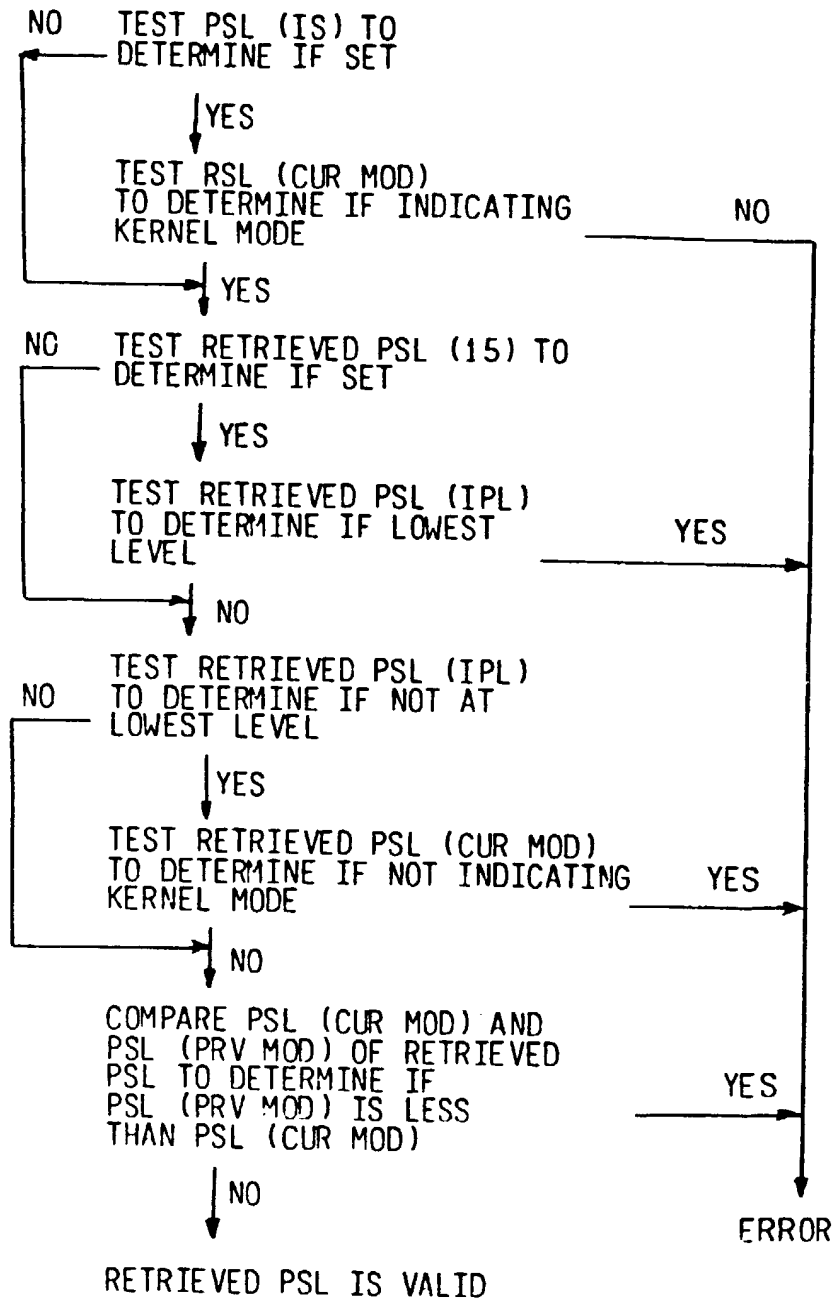 NO TEST PSL (IS) TO
DETERMINE IF SET
YES
TEST RSL (CUR MOD)
TO DETERMINE IF INDICATING
KERNEL MODE
NO
YES
NO TEST RETRIEVED PSL (15) TO
DETERMINE IF SET
YES
TEST RETRIEVED PSL (IPL)
TO DETERMINE IF LOWEST
LEVEL
YES
NO
TEST RETRIEVED PSL (IPL)
NO TO DETERMINE IF NOT AT
LOWEST LEVEL
YES
TEST RETRIEVED PSL (CUR MOD)
TO DETERMINE IF NOT INDICATING
KERNEL MODE
YES
NO
COMPARE PSL (CUR MOD) AND
PSL (PRV MOD) OF RETRIEVED
PSL TO DETERMINE IF
PSL (PRV MOD) IS LESS
THAN PSL (CUR MOD)
YES
NO
ERROR
RETRIEVED PSL IS VALID